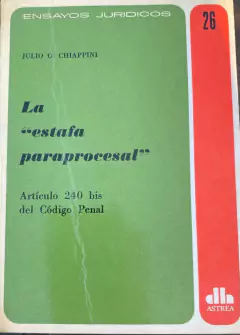 ENSAYOS JURIDICOS
26
JULIO O. CHIAPPINI
La
“estafa
paraprocesal”
Artículo 240 bis
del Código Penal
ASTREA